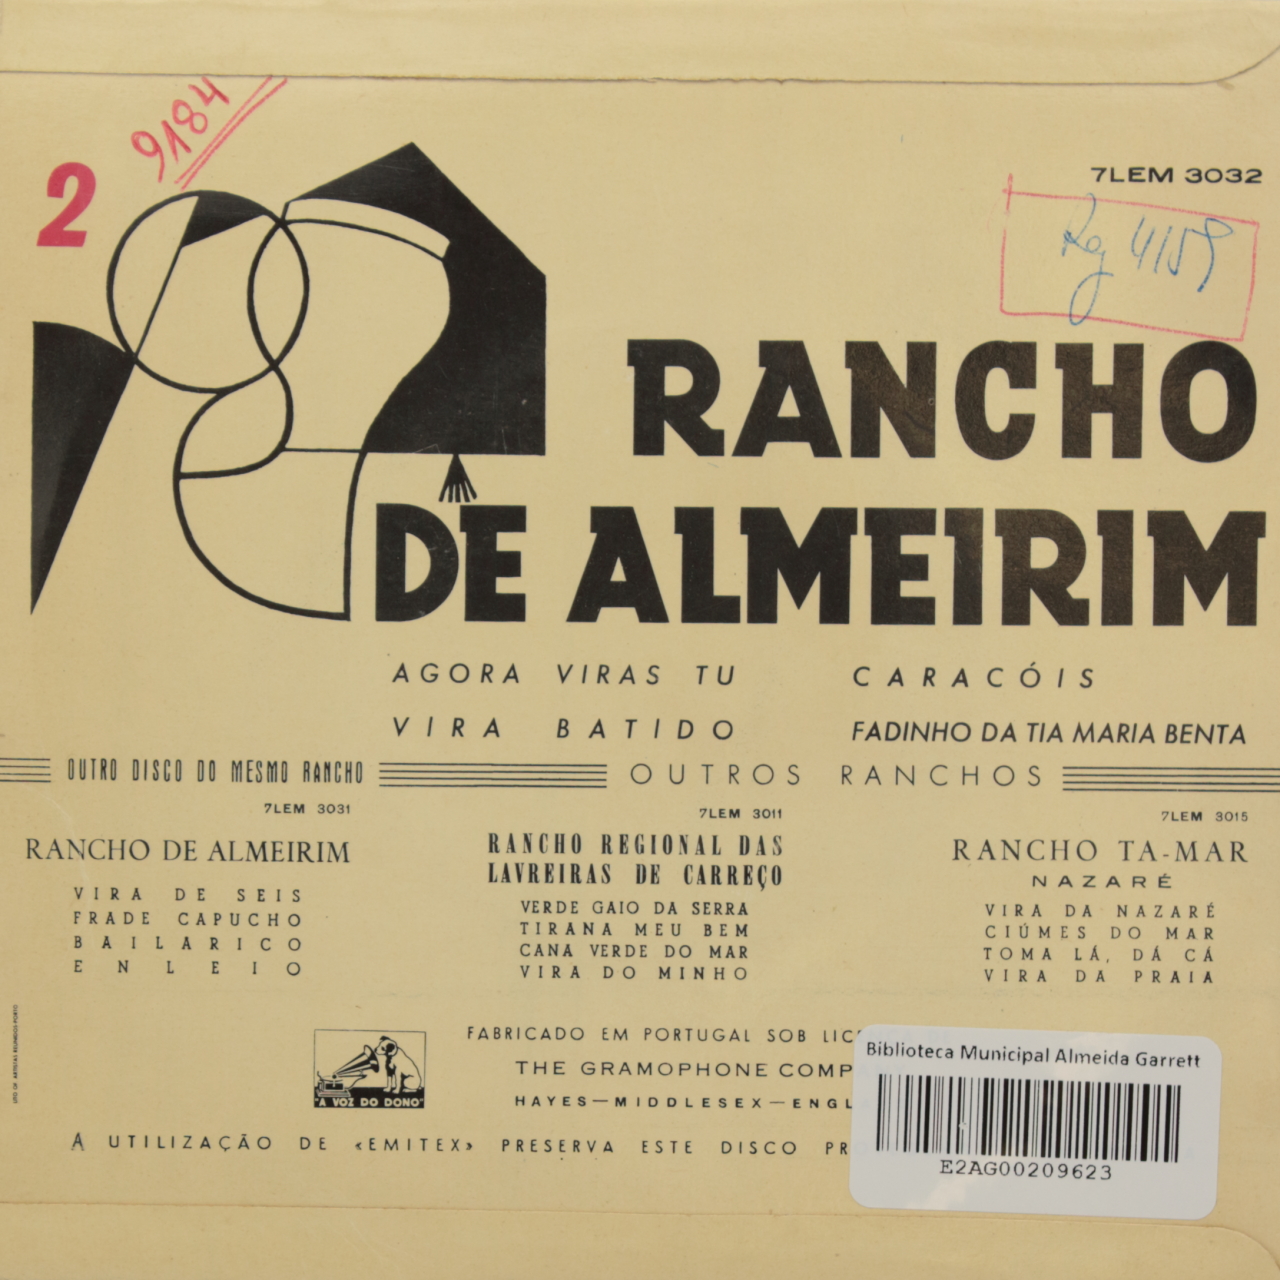 9184
2
7LEM 3032
Reg 4159
RANCHO
DE ALMEIRIM
AGORA VIRAS TU
CARACÓIS
VIRA BATIDO
FADINHO DA TIA MARIA BENTA
OUTRO DISCO DO MESMO RANCHO
OUTROS RANCHOS
7LEM 3031
RANCHO DE ALMEIRIM
VIRA DE SEIS
FRADE CAPUCHO
BAILARICO
ENLEIO
7LEM 3011
RANCHO REGIONAL DAS
LAVREIRAS DE CARREÇO
VERDE GAIO DA SERRA
TIRANA MEU BEM
CANA VERDE DO MAR
VIRA DO MINHO
7LEM 3015
RANCHO TA-MAR
NAZARÉ
VIRA DA NAZARÉ
CIÚMES DO MAR
TOMA LÁ, DÁ CÁ
VIRA DA PRAIA
"A VOZ DO DONO"
FABRICADO EM PORTUGAL SOB
THE GRAMOPHONE
HAYES—MIDDLESEX—
A UTILIZAÇÃO DE «EMITEX» PRESERVA ESTE DISCO
Biblioteca Municipal Almeida Garrett
E2AG00209623